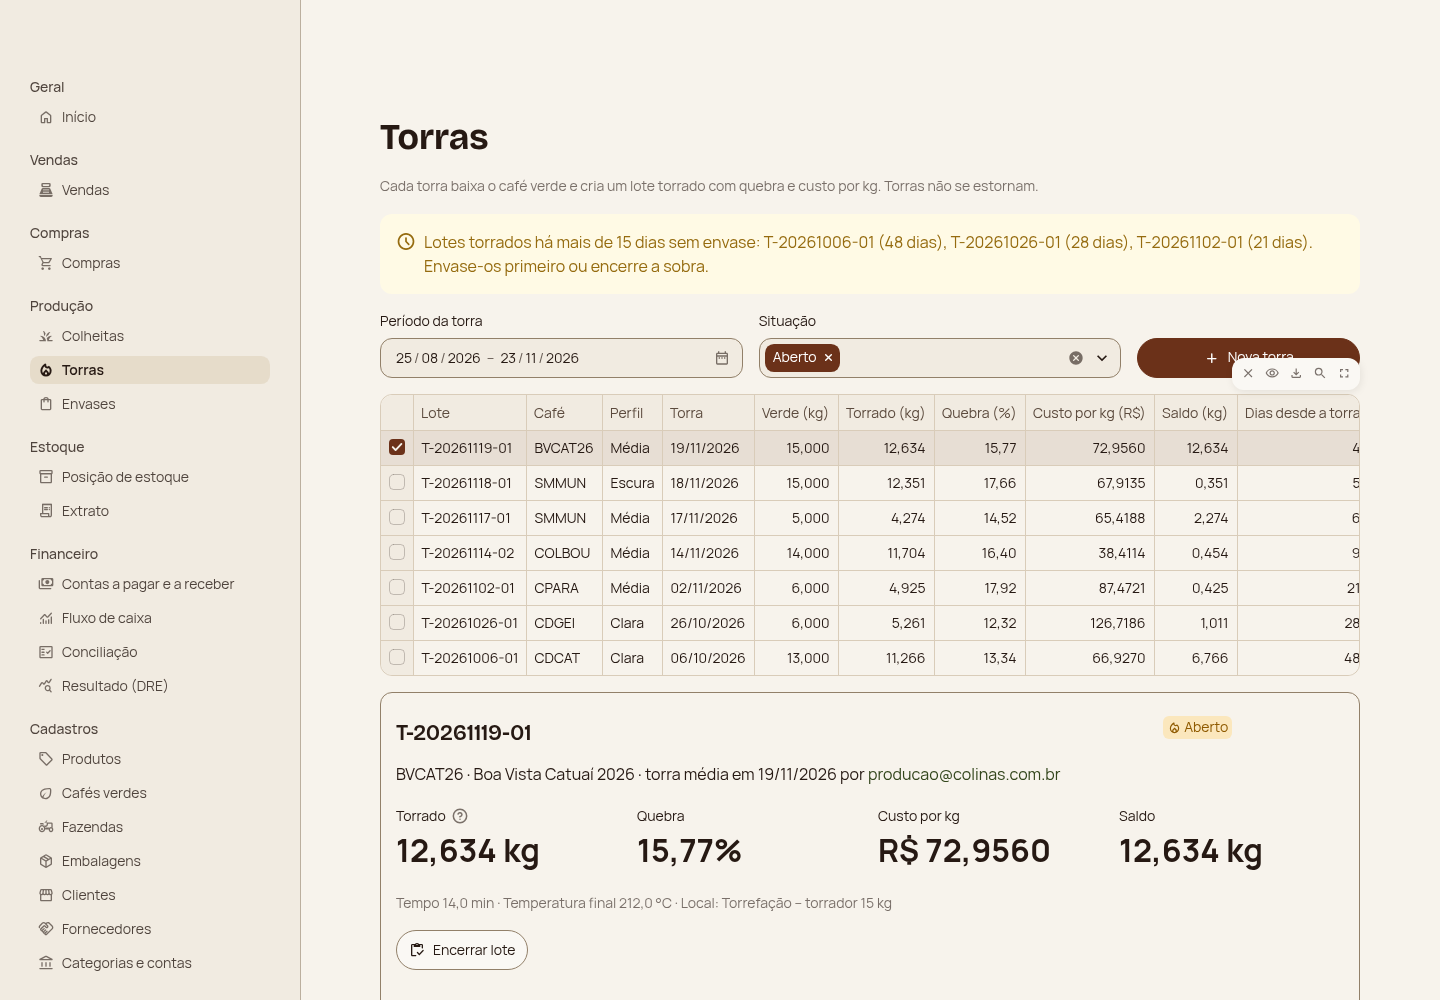 Geral
Início
Vendas
Vendas
Compras
Compras
Produção
Colheitas
Torras
Envases
Estoque
Posição de estoque
Extrato
Financeiro
Contas a pagar e a receber
Fluxo de caixa
Conciliação
Resultado (DRE)
Cadastros
Produtos
Cafés verdes
Fazendas
Embalagens
Clientes
Fornecedores
Categorias e contas
Torras
Cada torra baixa o café verde e cria um lote torrado com quebra e custo por kg. Torras não se estornam.
Lotes torrados há mais de 15 dias sem envase: T-20261006-01 (48 dias), T-20261026-01 (28 dias), T-20261102-01 (21 dias).
Envase-os primeiro ou encerre a sobra.
Período da torra Situação
25 / 08 / 2026 – 23 / 11 / 2026 Aberto Nova torra
Lote Café Perfil Torra Verde (kg) Torrado (kg) Quebra (%) Custo por kg (R$) Saldo (kg) Dias desde a torra
T-20261119-01 BVCAT26 Média 19/11/2026 15,000 12,634 15,77 72,9560 12,634 4
T-20261118-01 SMMUN Escura 18/11/2026 15,000 12,351 17,66 67,9135 0,351 5
T-20261117-01 SMMUN Média 17/11/2026 5,000 4,274 14,52 65,4188 2,274 6
T-20261114-02 COLBOU Média 14/11/2026 14,000 11,704 16,40 38,4114 0,454 9
T-20261102-01 CPARA Média 02/11/2026 6,000 4,925 17,92 87,4721 0,425 21
T-20261026-01 CDGEI Clara 26/10/2026 6,000 5,261 12,32 126,7186 1,011 28
T-20261006-01 CDCAT Clara 06/10/2026 13,000 11,266 13,34 66,9270 6,766 48
T-20261119-01 Aberto
BVCAT26 · Boa Vista Catuaí 2026 · torra média em 19/11/2026 por producao@colinas.com.br
Torrado Quebra Custo por kg Saldo
12,634 kg 15,77% R$ 72,9560 12,634 kg
Tempo 14,0 min · Temperatura final 212,0 °C · Local: Torrefação – torrador 15 kg
Encerrar lote